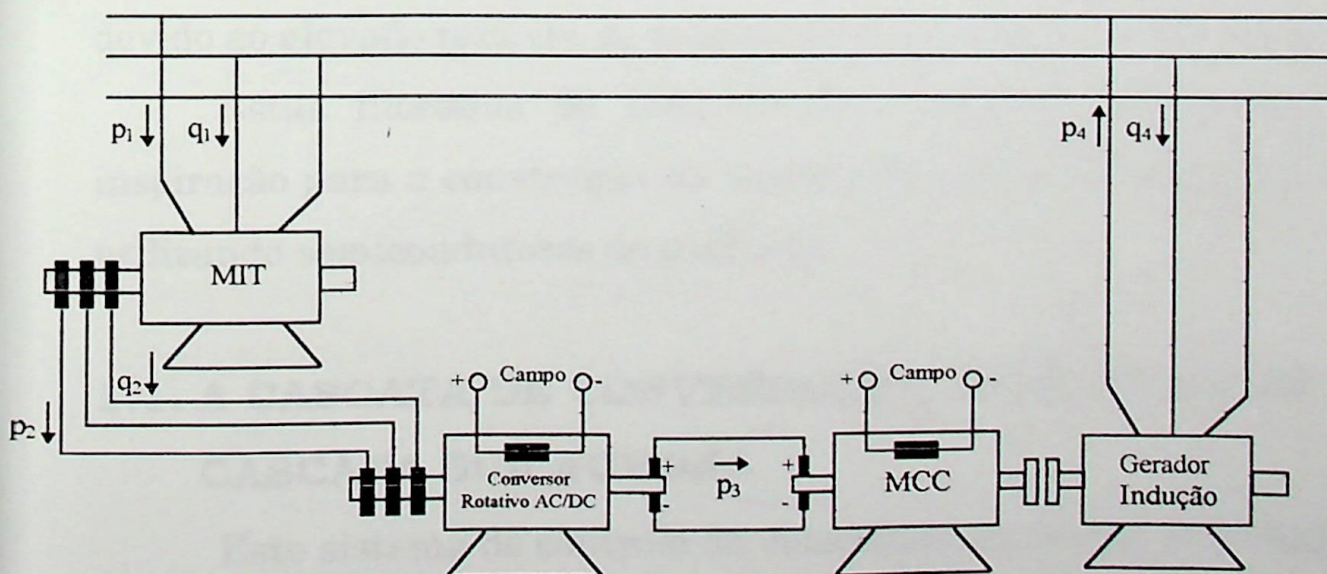 p₁
q₁
p₄
q₄
MIT
q₂
p₂
+ Campo -
+ Campo -
Conversor
Rotativo AC/DC
+
-
p₃
+
-
MCC
Gerador
Indução